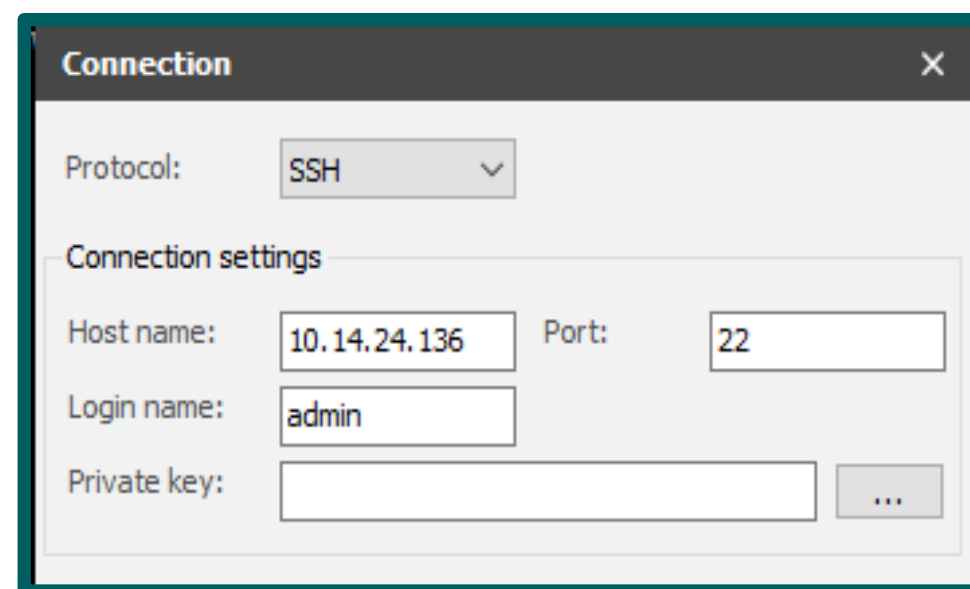 Connection
Protocol: SSH
Connection settings
Host name: 10.14.24.136 Port: 22
Login name: admin
Private key: ...